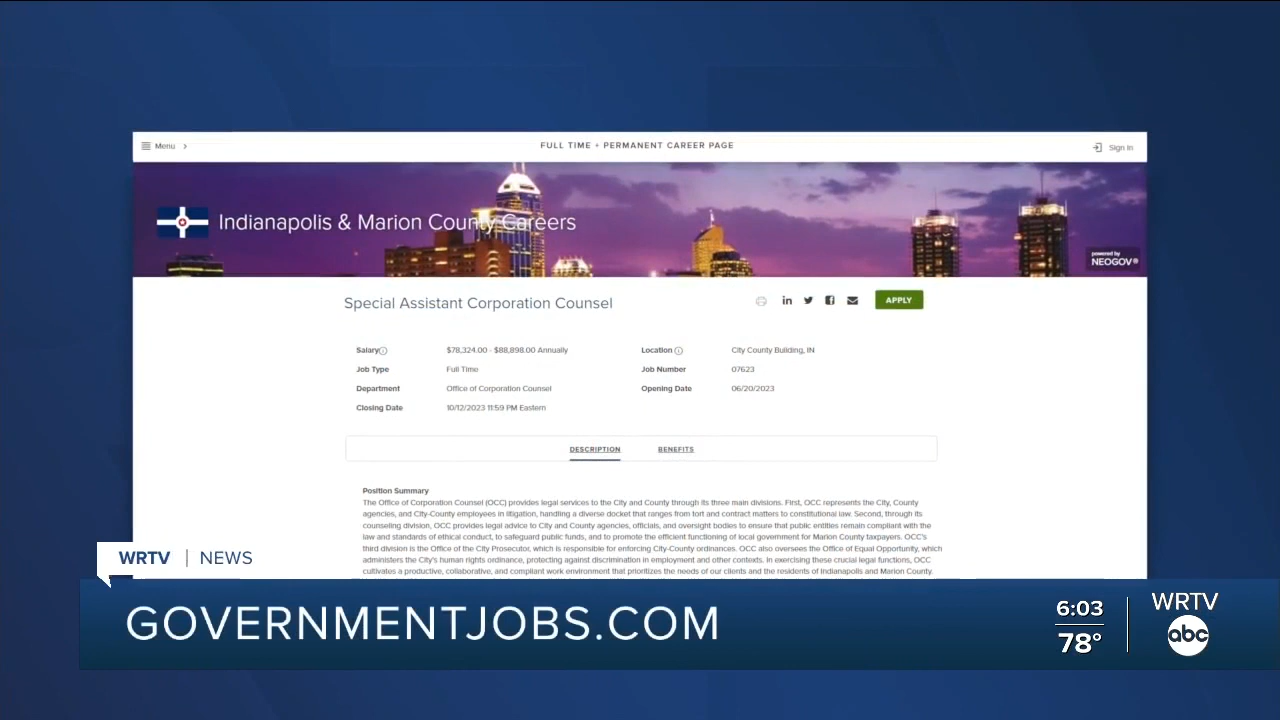 Menu
FULL TIME + PERMANENT CAREER PAGE
Sign In
Indianapolis & Marion County Careers
powered by
NEOGOV®
Special Assistant Corporation Counsel
APPLY
Salary $78,324.00 - $88,898.00 Annually Location City County Building, IN
Job Type Full Time Job Number 07623
Department Office of Corporation Counsel Opening Date 06/20/2023
Closing Date 10/12/2023 11:59 PM Eastern
DESCRIPTION BENEFITS
Position Summary
The Office of Corporation Counsel (OCC) provides legal services to the City and County through its three main divisions. First, OCC represents the City, County
agencies, and City-County employees in litigation, handling a diverse docket that ranges from tort and contract matters to constitutional law. Second, through its
counseling division, OCC provides legal advice to City and County agencies, officials, and oversight bodies to ensure that public entities remain compliant with the
law and standards of ethical conduct, to safeguard public funds, and to promote the efficient functioning of local government for Marion County taxpayers. OCC's
third division is the Office of the City Prosecutor, which is responsible for enforcing City-County ordinances. OCC also oversees the Office of Equal Opportunity, which
administers the City's human rights ordinance, protecting against discrimination in employment and other contexts. In exercising these crucial legal functions, OCC
cultivates a productive, collaborative, and compliant work environment that prioritizes the needs of our clients and the residents of Indianapolis and Marion County.
WRTV | NEWS
GOVERNMENTJOBS.COM
6:03
78°
WRTV
abc